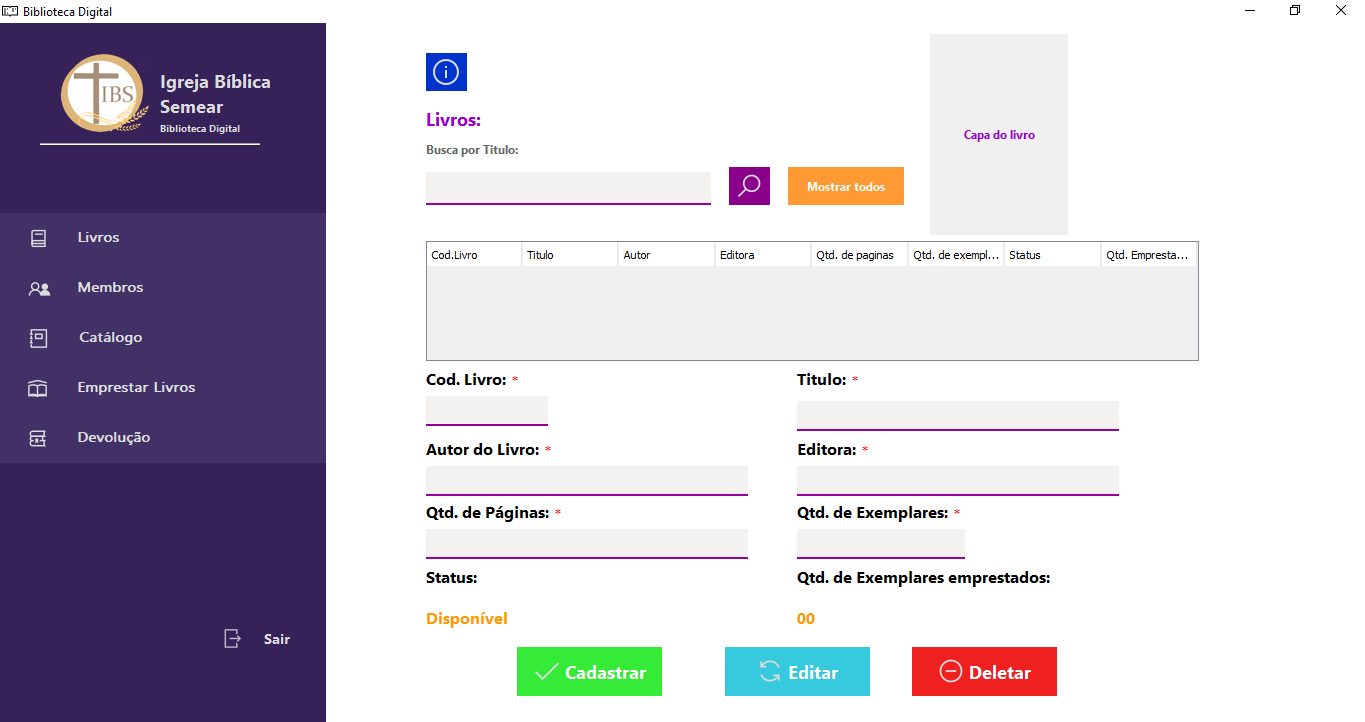 Biblioteca Digital
IBS
Igreja Bíblica
Semear
Biblioteca Digital
Livros
Membros
Catálogo
Emprestar Livros
Devolução
Sair
Livros:
Busca por Titulo:
Mostrar todos
Capa do livro
Cod.Livro Titulo Autor Editora Qtd. de paginas Qtd. de exempl... Status Qtd. Empresta...
Cod. Livro: * Titulo: *
Autor do Livro: * Editora: *
Qtd. de Páginas: * Qtd. de Exemplares: *
Status: Qtd. de Exemplares emprestados:
Disponível 00
Cadastrar Editar Deletar